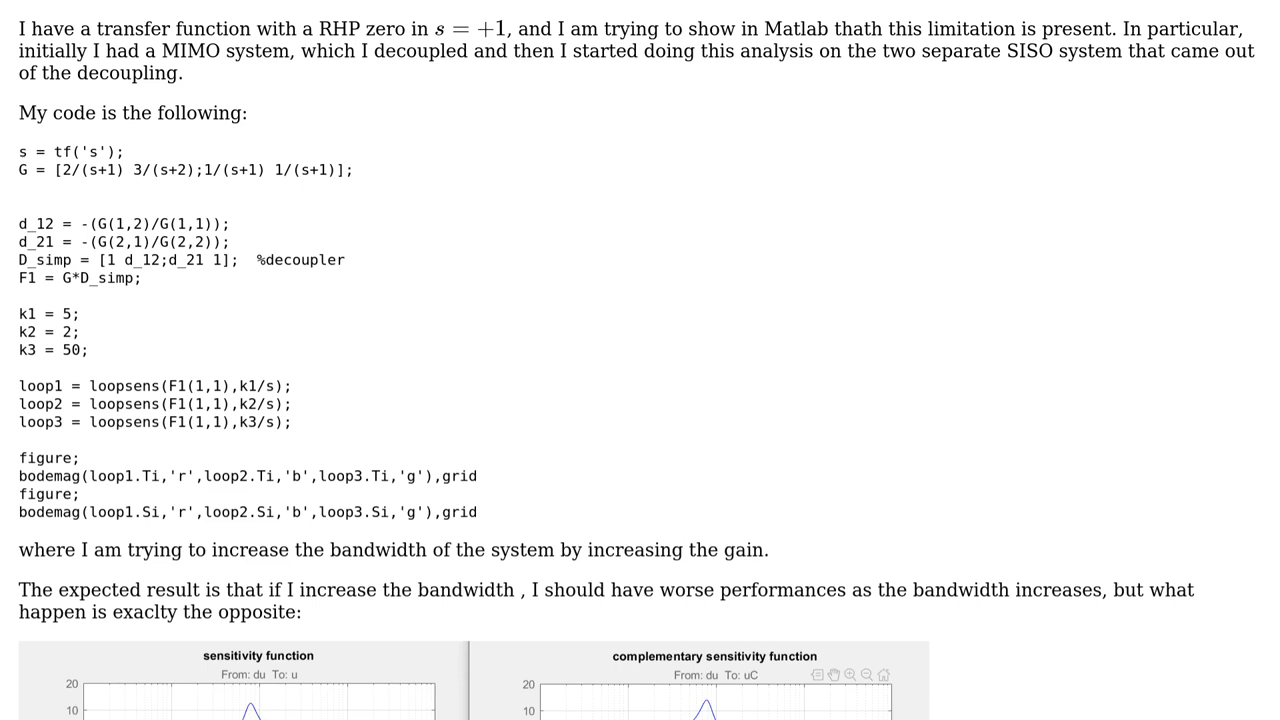 I have a transfer function with a RHP zero in s = +1, and I am trying to show in Matlab thath this limitation is present. In particular,
initially I had a MIMO system, which I decoupled and then I started doing this analysis on the two separate SISO system that came out
of the decoupling.
My code is the following:
s = tf('s');
G = [2/(s+1) 3/(s+2);1/(s+1) 1/(s+1)];
d_12 = -(G(1,2)/G(1,1));
d_21 = -(G(2,1)/G(2,2));
D_simp = [1 d_12;d_21 1];  %decoupler
F1 = G*D_simp;
k1 = 5;
k2 = 2;
k3 = 50;
loop1 = loopsens(F1(1,1),k1/s);
loop2 = loopsens(F1(1,1),k2/s);
loop3 = loopsens(F1(1,1),k3/s);
figure;
bodemag(loop1.Ti,'r',loop2.Ti,'b',loop3.Ti,'g'),grid
figure;
bodemag(loop1.Si,'r',loop2.Si,'b',loop3.Si,'g'),grid
where I am trying to increase the bandwidth of the system by increasing the gain.
The expected result is that if I increase the bandwidth , I should have worse performances as the bandwidth increases, but what
happen is exaclty the opposite:
sensitivity function
From: du To: u
20
10
complementary sensitivity function
From: du To: uC
20
10